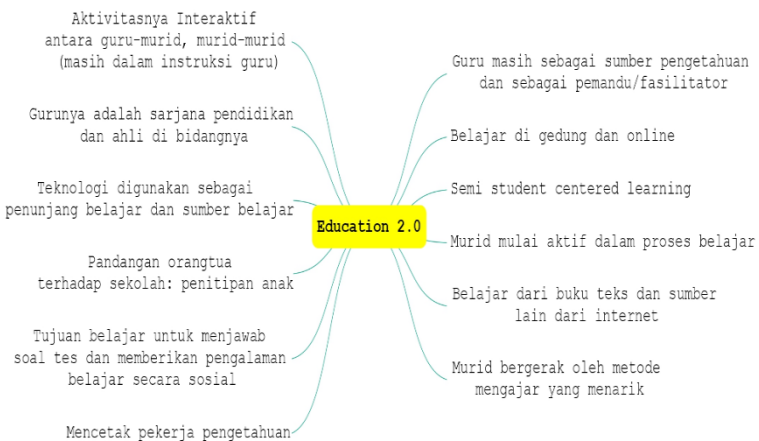 Aktivitasnya Interaktif
antara guru-murid, murid-murid
(masih dalam instruksi guru)
Gurunya adalah sarjana pendidikan
dan ahli di bidangnya
Teknologi digunakan sebagai
penunjang belajar dan sumber belajar
Pandangan orangtua
terhadap sekolah: penitipan anak
Tujuan belajar untuk menjawab
soal tes dan memberikan pengalaman
belajar secara sosial
Mencetak pekerja pengetahuan
Education 2.0
Guru masih sebagai sumber pengetahuan
dan sebagai pemandu/fasilitator
Belajar di gedung dan online
Semi student centered learning
Murid mulai aktif dalam proses belajar
Belajar dari buku teks dan sumber
lain dari internet
Murid bergerak oleh metode
mengajar yang menarik